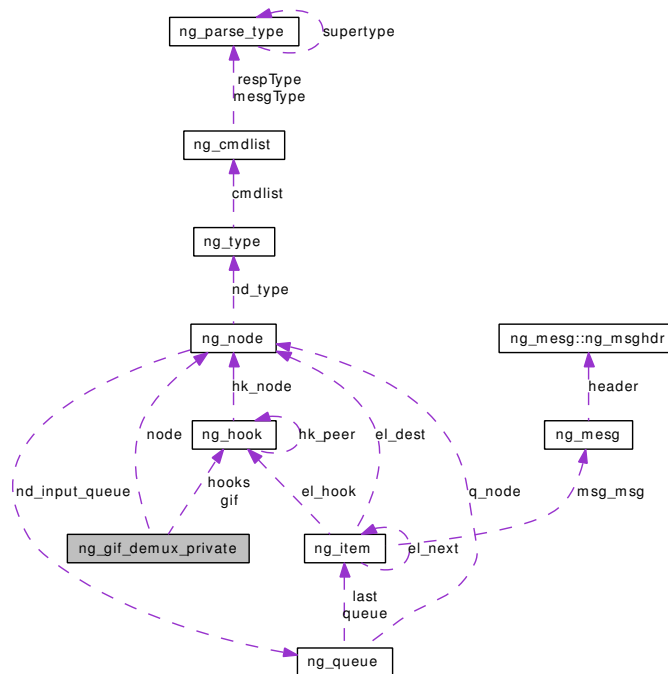 ng_parse_type
supertype
respType
mesgType
ng_cmdlist
cmdlist
ng_type
nd_type
ng_node
ng_mesg::ng_msghdr
hk_node
header
node
ng_hook
hk_peer
el_dest
ng_mesg
nd_input_queue
hooks
gif
el_hook
q_node
msg_msg
ng_gif_demux_private
ng_item
el_next
last
queue
ng_queue